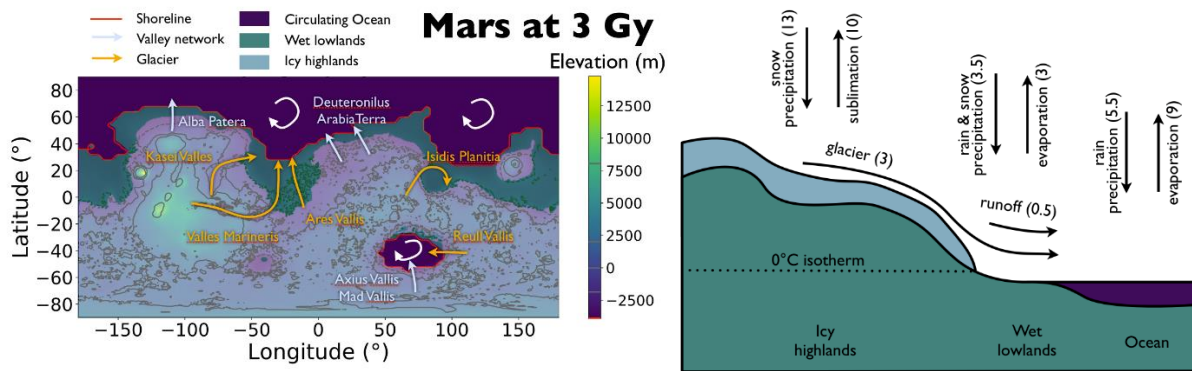 Shoreline
Valley network
Glacier
Circulating Ocean
Wet lowlands
Icy highlands
Mars at 3 Gy
Elevation (m)
12500
10000
7500
5000
2500
0
−2500
Latitude (°)
80
60
40
20
0
−20
−40
−60
−80
Alba Patera
Deuteronilus
ArabiaTerra
Kasei Valles
Isidis Planitia
Ares Vallis
Valles Marineris
Reull Vallis
Axius Vallis
Mad Vallis
−150
−100
−50
0
50
100
150
Longitude (°)
snow
precipitation (13)
sublimation (10)
rain & snow
precipitation (3.5)
evaporation (3)
rain
precipitation (5.5)
evaporation (9)
glacier (3)
runoff (0.5)
0°C isotherm
Icy
highlands
Wet
lowlands
Ocean